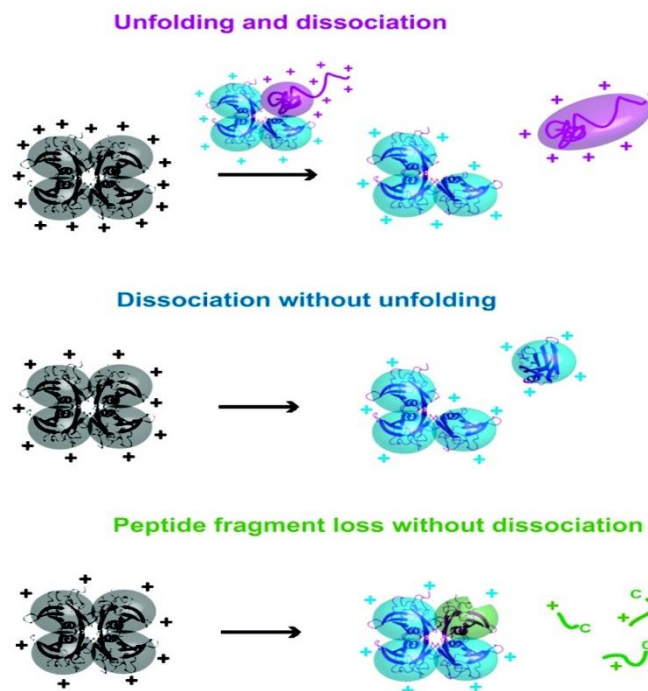 Unfolding and dissociation
Dissociation without unfolding
Peptide fragment loss without dissociation
C
C
C